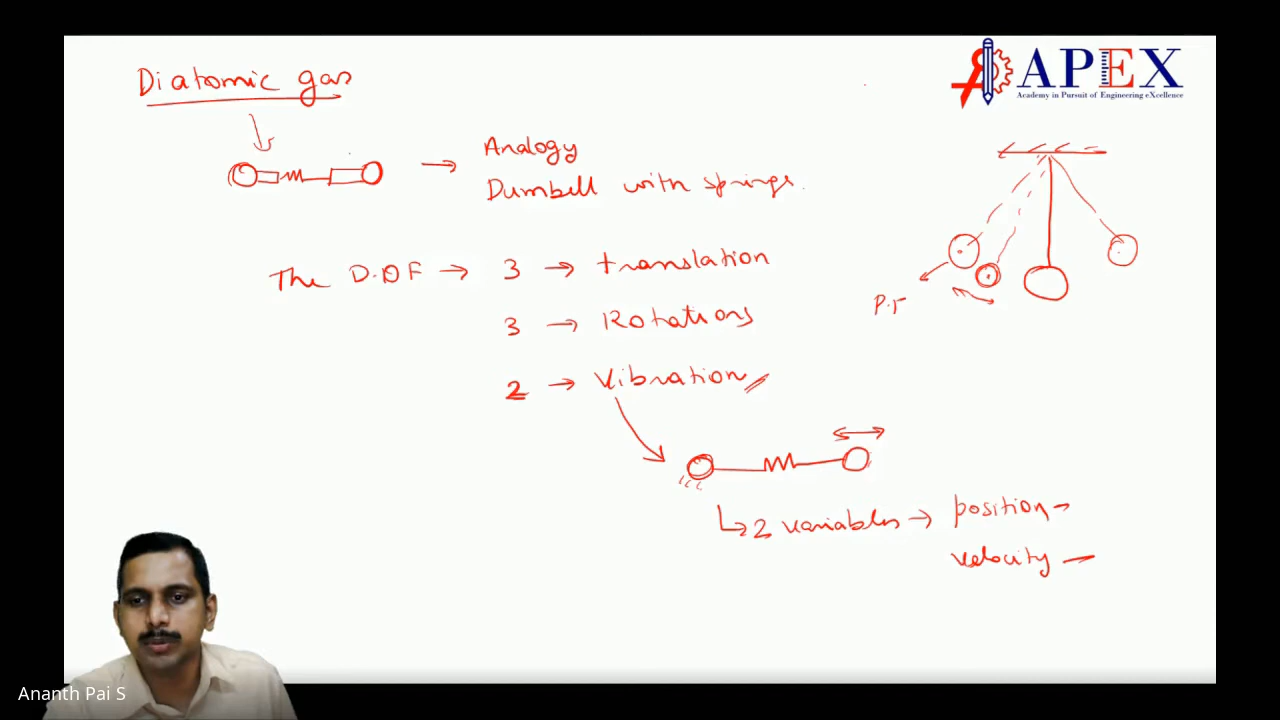 Diatomic gas
APEX
Academy in Pursuit of Engineering eXcellence
Analogy
Dumbell with springs.
The D.O.F → 3 → translation
3 → Rotations
2 → Vibration
P.r
↳ 2 variables → position
velocity
Ananth Pai S